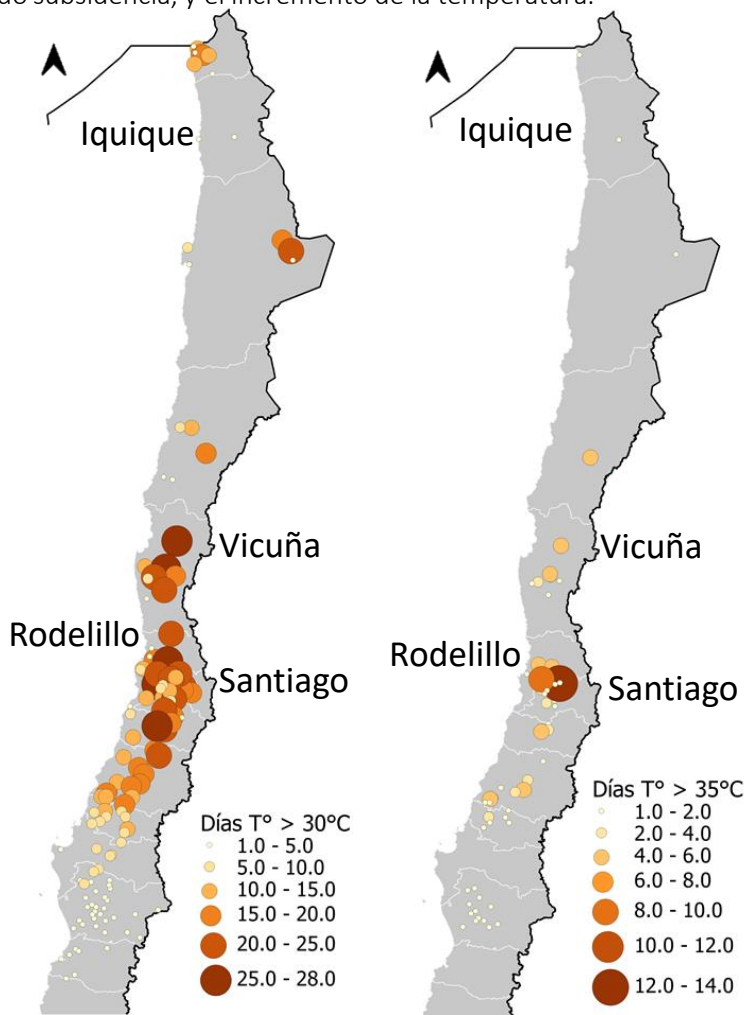 do subsidencia, y el incremento de la temperatura.
Iquique
Vicuña
Rodelillo
Santiago
Días T° > 30°C
1.0 - 5.0
5.0 - 10.0
10.0 - 15.0
15.0 - 20.0
20.0 - 25.0
25.0 - 28.0
Iquique
Vicuña
Rodelillo
Santiago
Días T° > 35°C
1.0 - 2.0
2.0 - 4.0
4.0 - 6.0
6.0 - 8.0
8.0 - 10.0
10.0 - 12.0
12.0 - 14.0